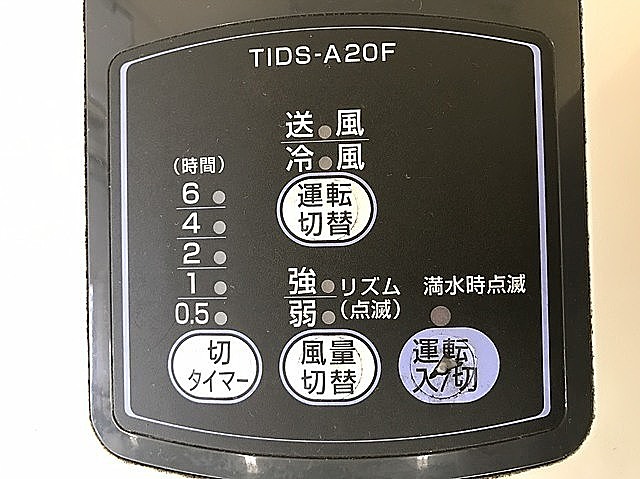 TIDS-A20F
送風
冷風
運転
切替
(時間)
6
4
2
1
0.5
切
タイマー
強
弱
リズム
(点滅)
風量
切替
満水時点滅
運転
入/切